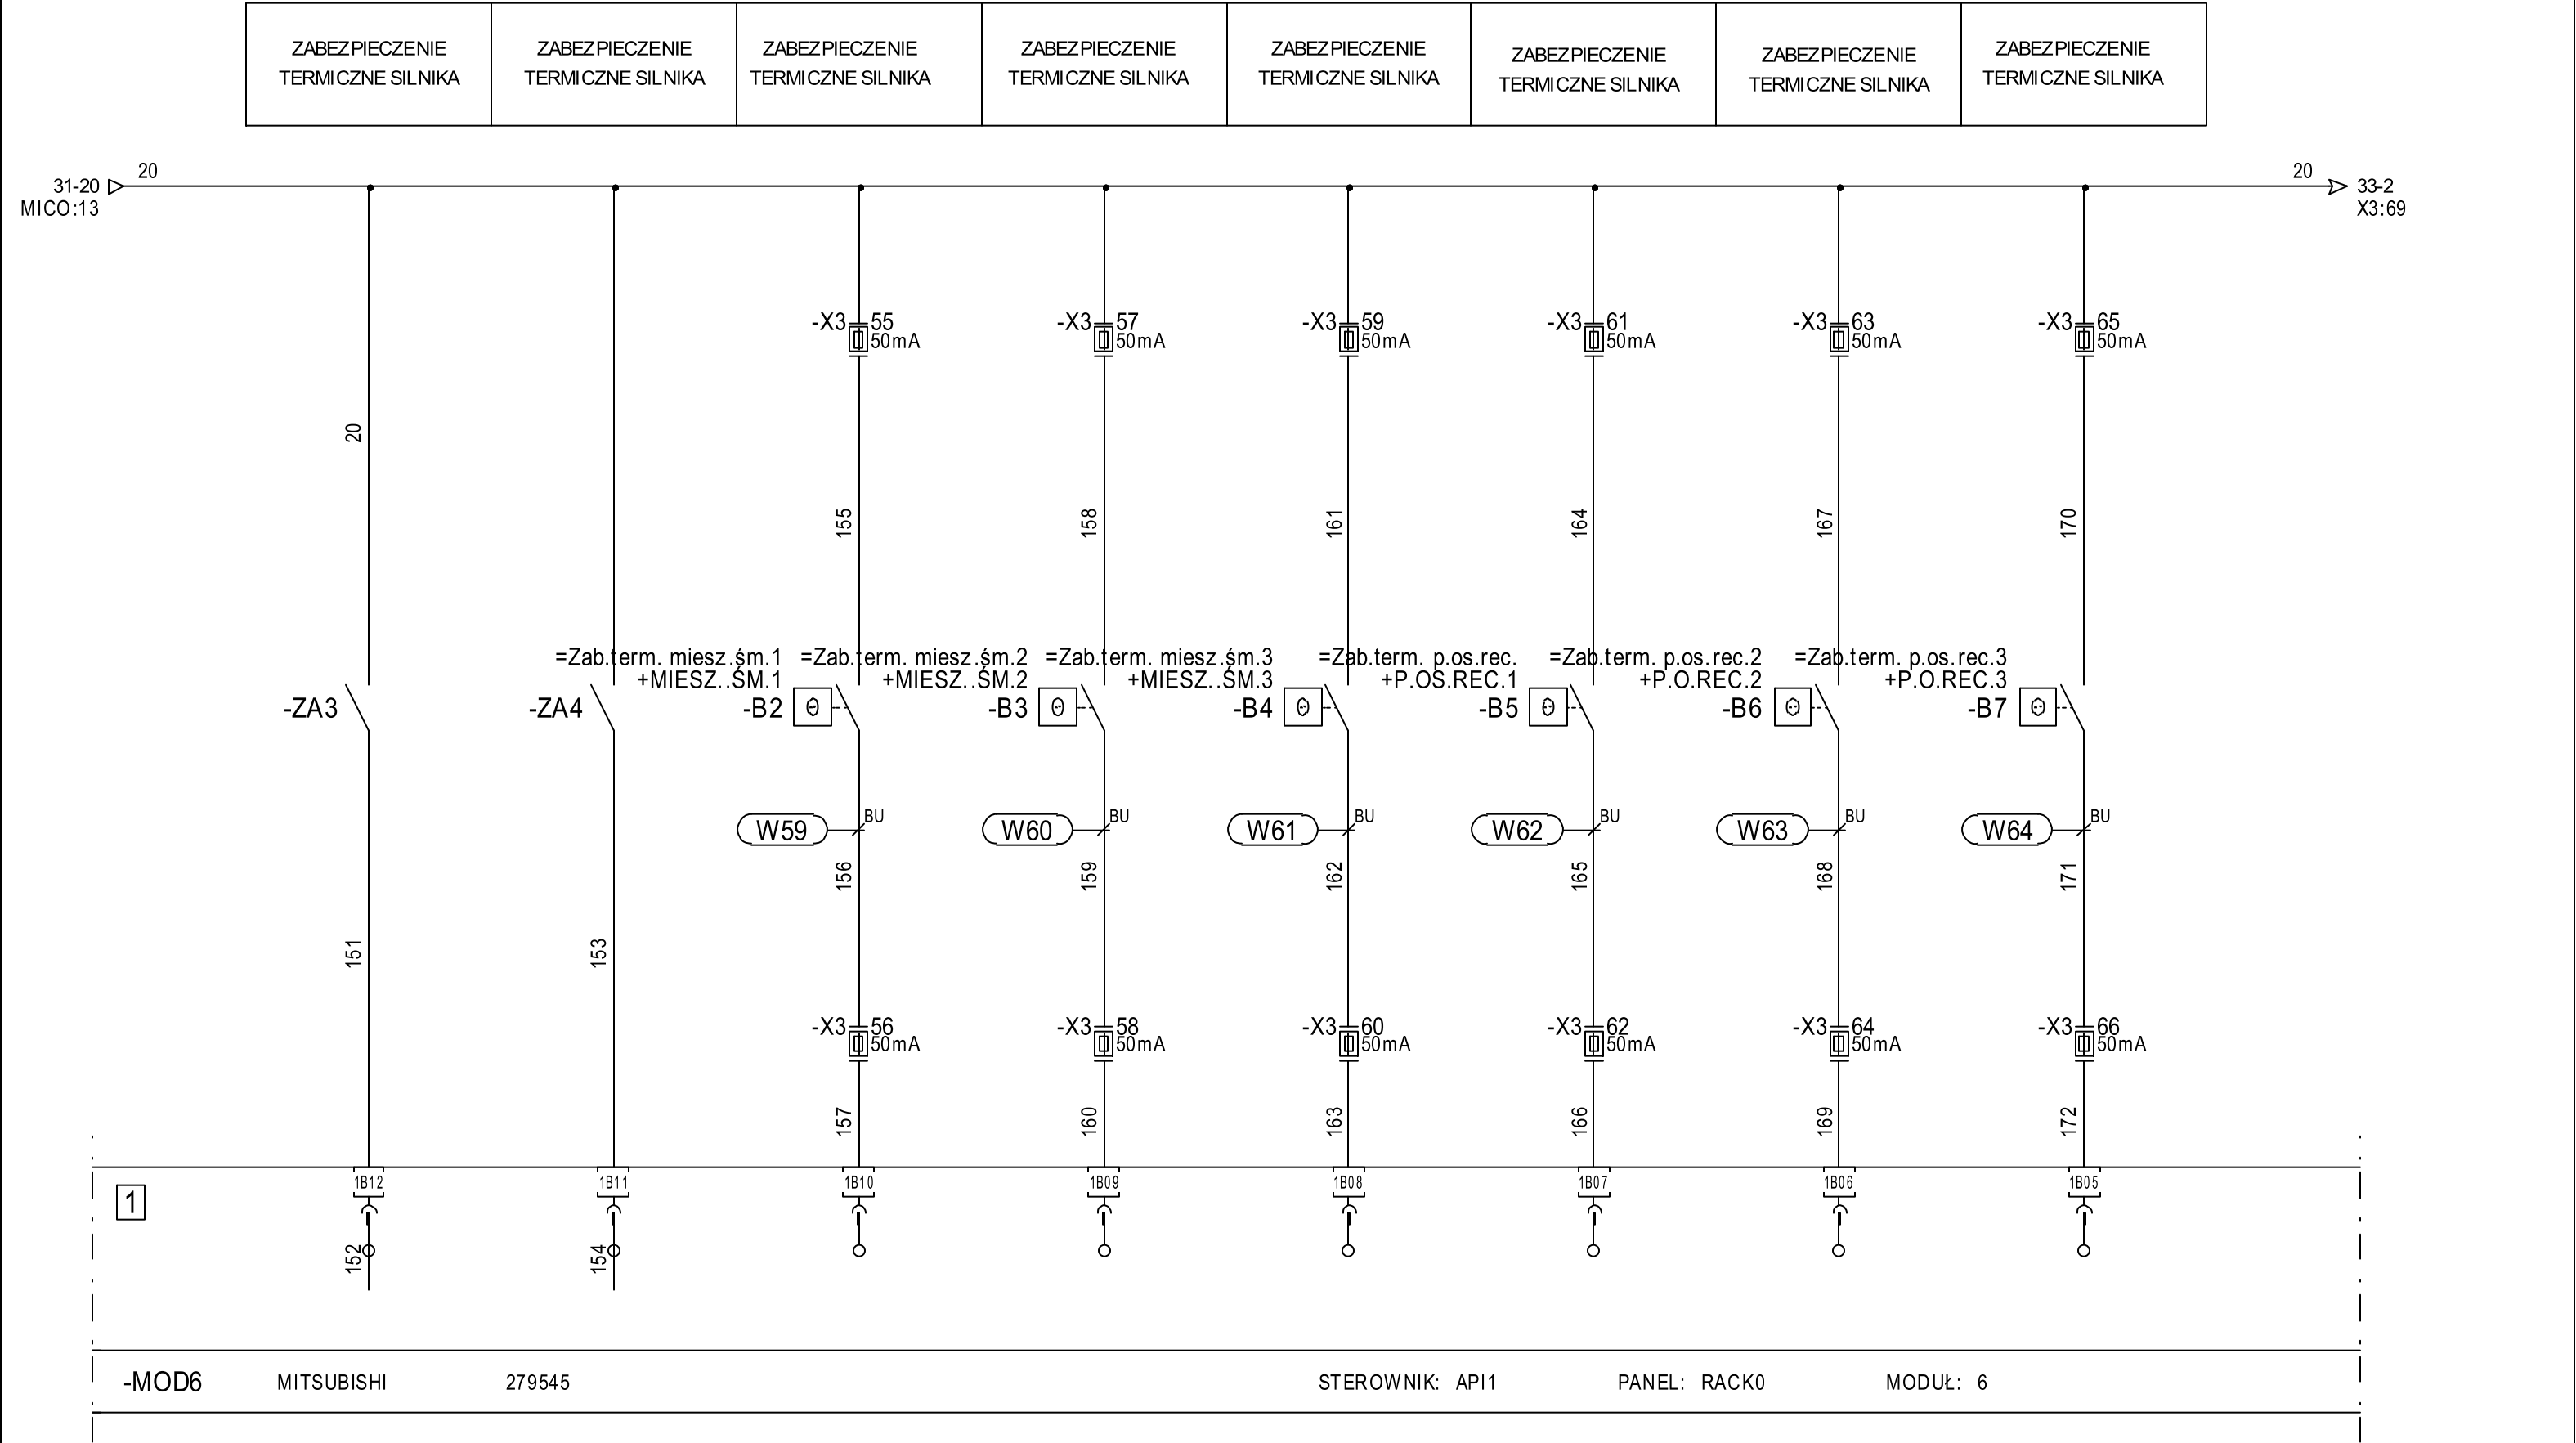 ZABEZPIECZENIE
TERMICZNE SILNIKA
ZABEZPIECZENIE
TERMICZNE SILNIKA
ZABEZPIECZENIE
TERMICZNE SILNIKA
ZABEZPIECZENIE
TERMICZNE SILNIKA
ZABEZPIECZENIE
TERMICZNE SILNIKA
ZABEZPIECZENIE
TERMICZNE SILNIKA
ZABEZPIECZENIE
TERMICZNE SILNIKA
ZABEZPIECZENIE
TERMICZNE SILNIKA
31-20
MICO:13
20
20
33-2
X3:69
-X3 55
50mA
-X3 57
50mA
-X3 59
50mA
-X3 61
50mA
-X3 63
50mA
-X3 65
50mA
20
155
158
161
164
167
170
=Zab.term. miesz.śm.1
+MIESZ..ŚM.1
=Zab.term. miesz.śm.2
+MIESZ..ŚM.2
=Zab.term. miesz.śm.3
+MIESZ..ŚM.3
=Zab.term. p.os.rec.
+P.OS.REC.1
=Zab.term. p.os.rec.2
+P.O.REC.2
=Zab.term. p.os.rec.3
+P.O.REC.3
-ZA3
-ZA4
-B2
-B3
-B4
-B5
-B6
-B7
W59 BU
W60 BU
W61 BU
W62 BU
W63 BU
W64 BU
156
159
162
165
168
171
151
153
-X3 56
50mA
-X3 58
50mA
-X3 60
50mA
-X3 62
50mA
-X3 64
50mA
-X3 66
50mA
157
160
163
166
169
172
1
1B12
1B11
1B10
1B09
1B08
1B07
1B06
1B05
152
154
-MOD6 MITSUBISHI 279545 STEROWNIK: API1 PANEL: RACK0 MODUŁ: 6